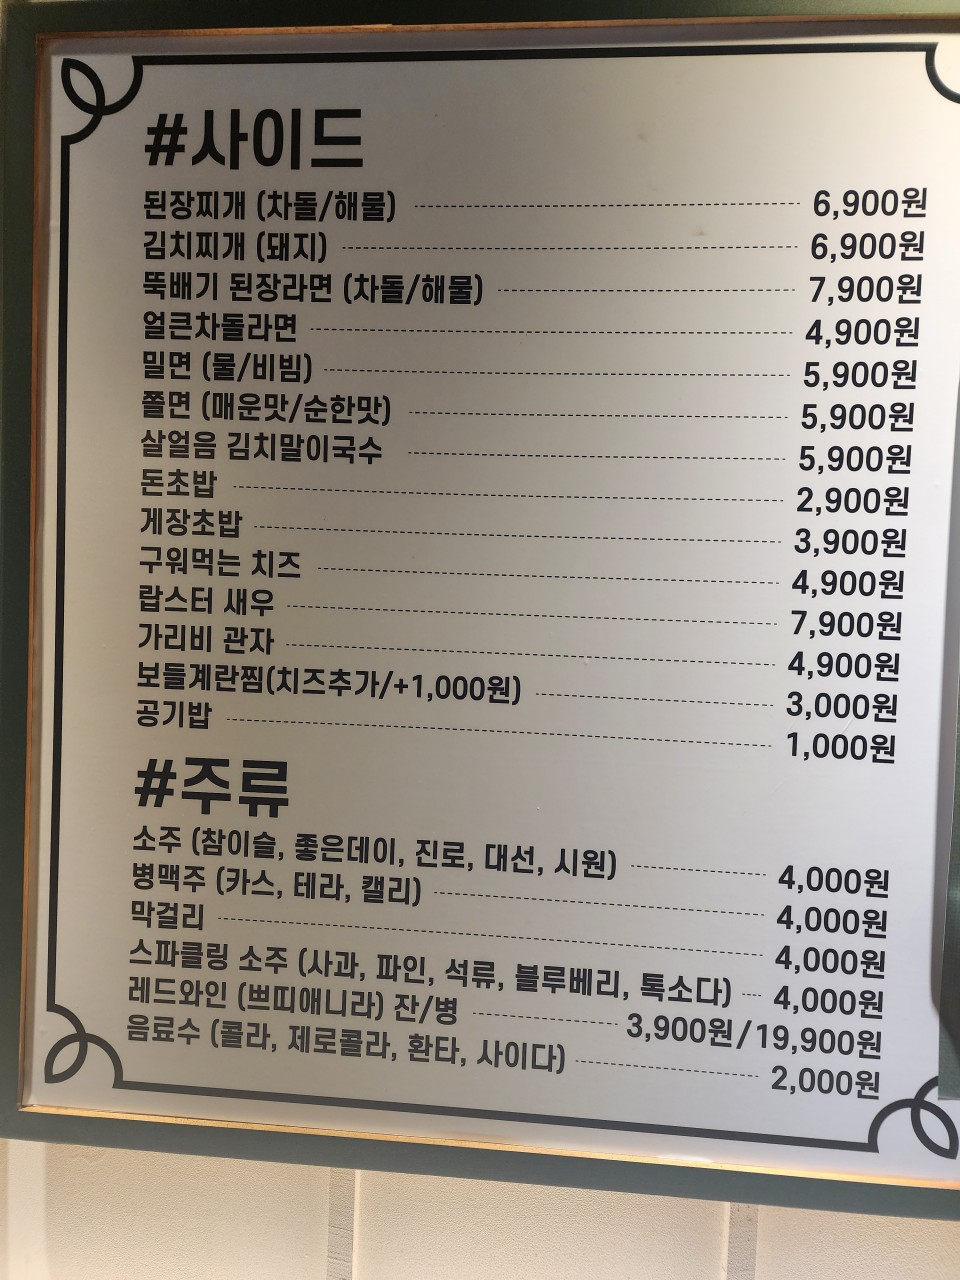 #사이드
된장찌개 (차돌/해물) 6,900원
김치찌개 (돼지) 6,900원
뚝배기 된장라면 (차돌/해물) 7,900원
얼큰차돌라면 4,900원
밀면 (물/비빔) 5,900원
쫄면 (매운맛/순한맛) 5,900원
살얼음 김치말이국수 5,900원
돈초밥 2,900원
게장초밥 3,900원
구워먹는 치즈 4,900원
랍스터 새우 7,900원
가리비 관자 4,900원
보들계란찜(치즈추가/+1,000원) 3,000원
공기밥 1,000원
#주류
소주 (참이슬, 좋은데이, 진로, 대선, 시원) 4,000원
병맥주 (카스, 테라, 캘리) 4,000원
막걸리 4,000원
스파클링 소주 (사과, 파인, 석류, 블루베리, 톡소다) 4,000원
레드와인 (쁘띠애니라) 잔/병 3,900원/19,900원
음료수 (콜라, 제로콜라, 환타, 사이다) 2,000원